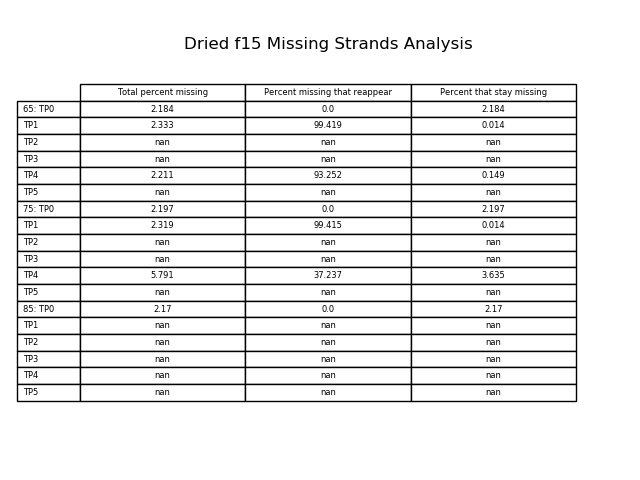 Dried f15 Missing Strands Analysis
Total percent missing Percent missing that reappear Percent that stay missing
65: TP0 2.184 0.0 2.184
TP1 2.333 99.419 0.014
TP2 nan nan nan
TP3 nan nan nan
TP4 2.211 93.252 0.149
TP5 nan nan nan
75: TP0 2.197 0.0 2.197
TP1 2.319 99.415 0.014
TP2 nan nan nan
TP3 nan nan nan
TP4 5.791 37.237 3.635
TP5 nan nan nan
85: TP0 2.17 0.0 2.17
TP1 nan nan nan
TP2 nan nan nan
TP3 nan nan nan
TP4 nan nan nan
TP5 nan nan nan